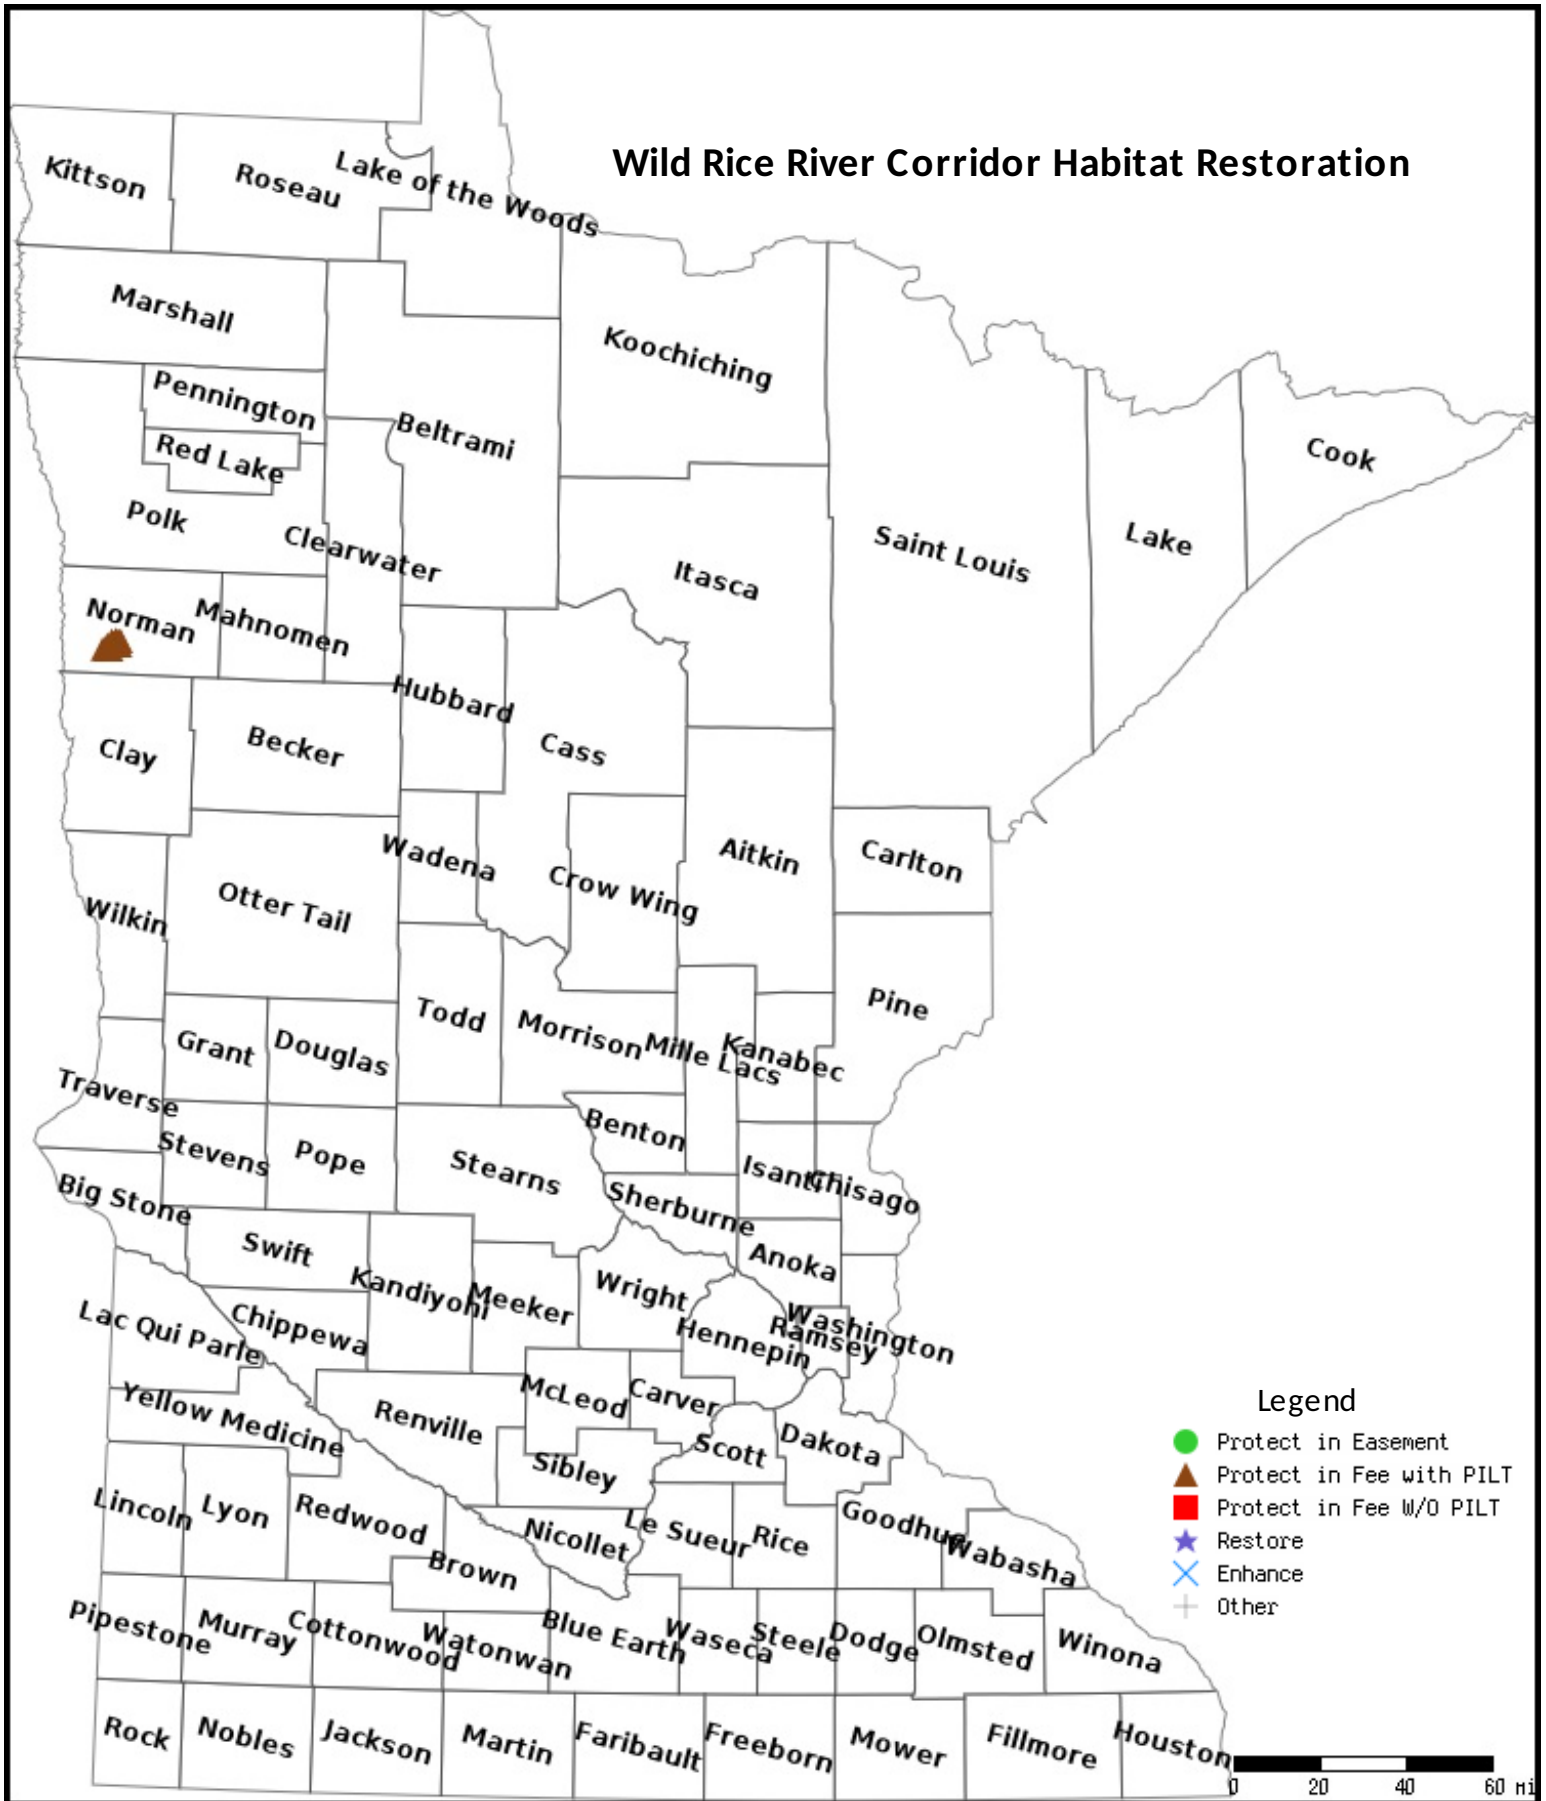 Wild Rice River Corridor Habitat Restoration
Kittson
Roseau
Lake of the Woods
Marshall
Koochiching
Pennington
Beltrami
Red Lake
Cook
Polk
Clearwater
Saint Louis
Lake
Itasca
Norman
Mahnomen
Hubbard
Clay
Becker
Cass
Wadena
Aitkin
Carlton
Crow Wing
Otter Tail
Wilkin
Pine
Todd
Morrison
Mille Lacs
Kanabec
Grant
Douglas
Traverse
Benton
Stevens
Pope
Stearns
Isanti
Chisago
Big Stone
Sherburne
Swift
Anoka
Kandiyohi
Meeker
Wright
Washington
Ramsey
Hennepin
Lac Qui Parle
Chippewa
McLeod
Carver
Yellow Medicine
Renville
Scott
Dakota
Sibley
Lincoln
Lyon
Redwood
Nicollet
Le Sueur
Rice
Goodhue
Wabasha
Brown
Pipestone
Murray
Cottonwood
Watonwan
Blue Earth
Waseca
Steele
Dodge
Olmsted
Winona
Rock
Nobles
Jackson
Martin
Faribault
Freeborn
Mower
Fillmore
Houston
Legend
Protect in Easement
Protect in Fee with PILT
Protect in Fee W/O PILT
Restore
Enhance
Other
0 20 40 60 mi